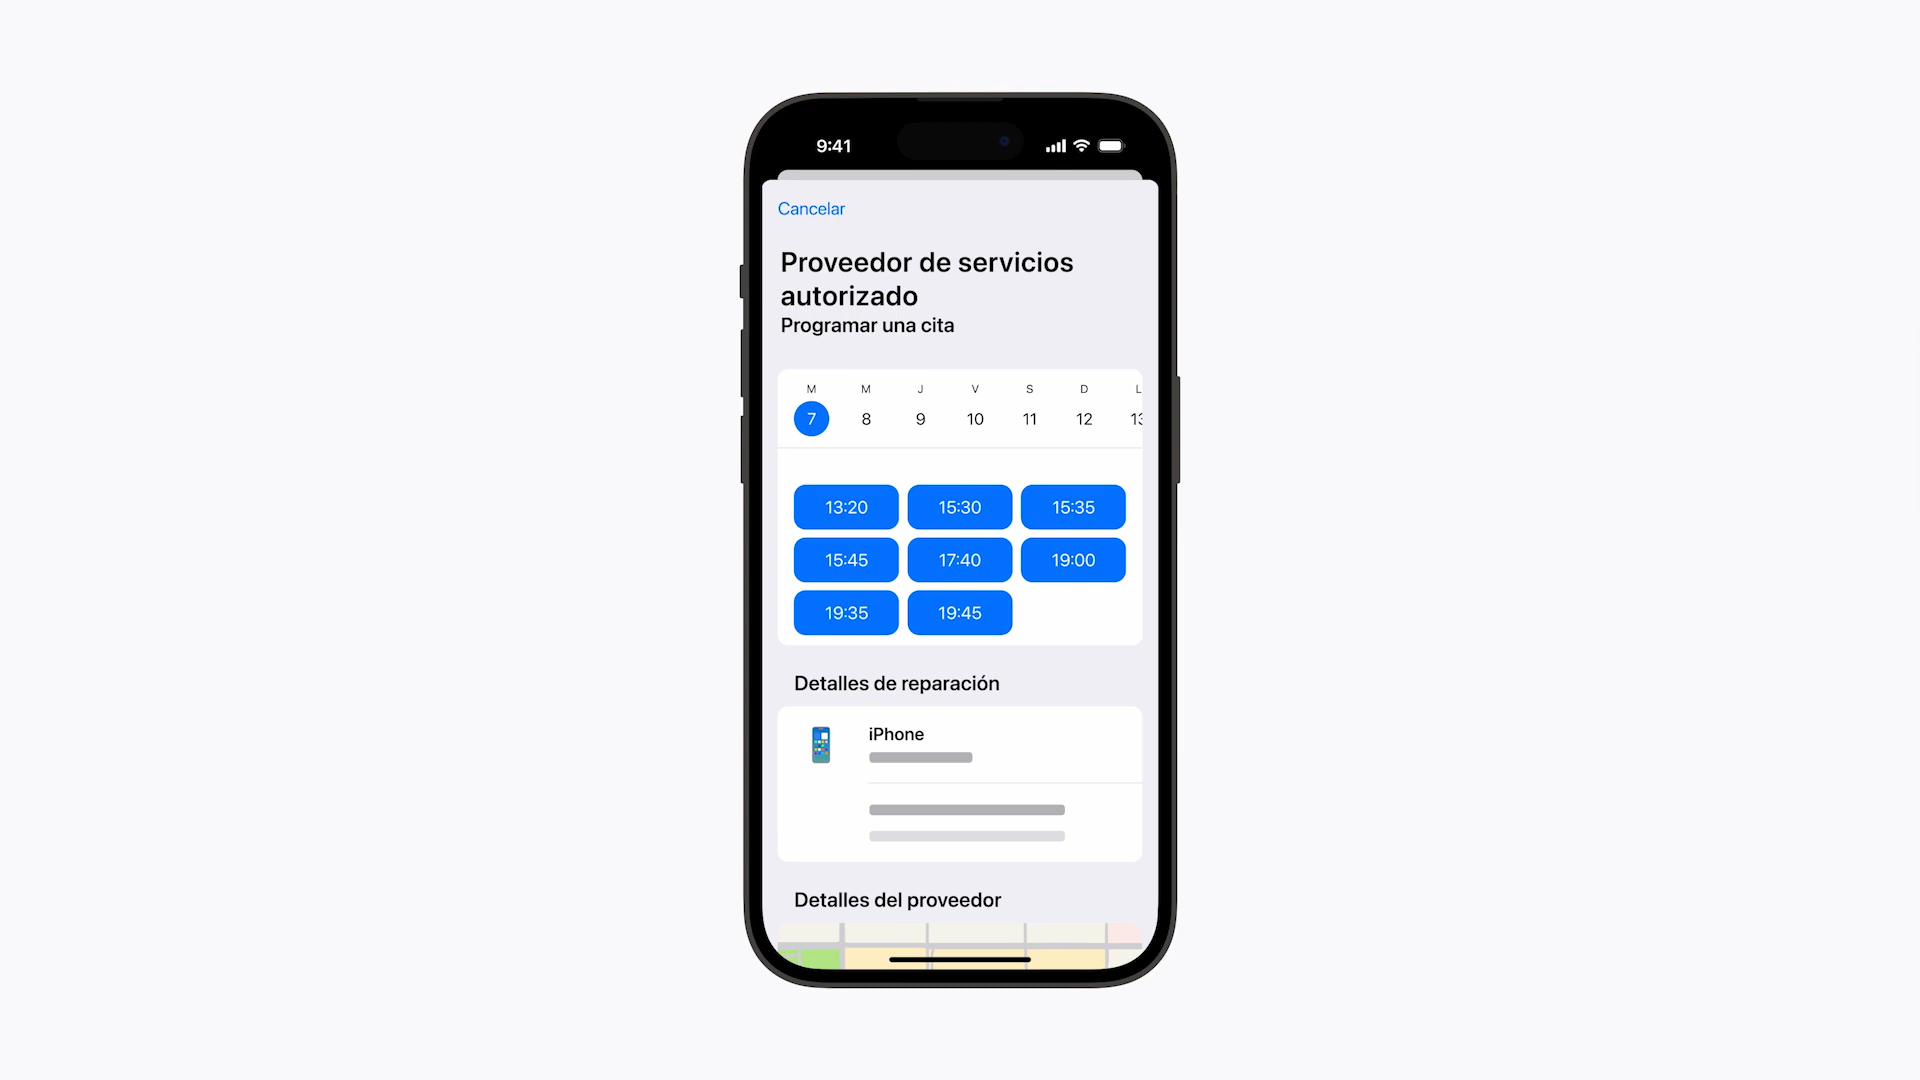 9:41
Cancelar
Proveedor de servicios
autorizado
Programar una cita
M M J V S D L
7 8 9 10 11 12 13
13:20 15:30 15:35
15:45 17:40 19:00
19:35 19:45
Detalles de reparación
iPhone
Detalles del proveedor